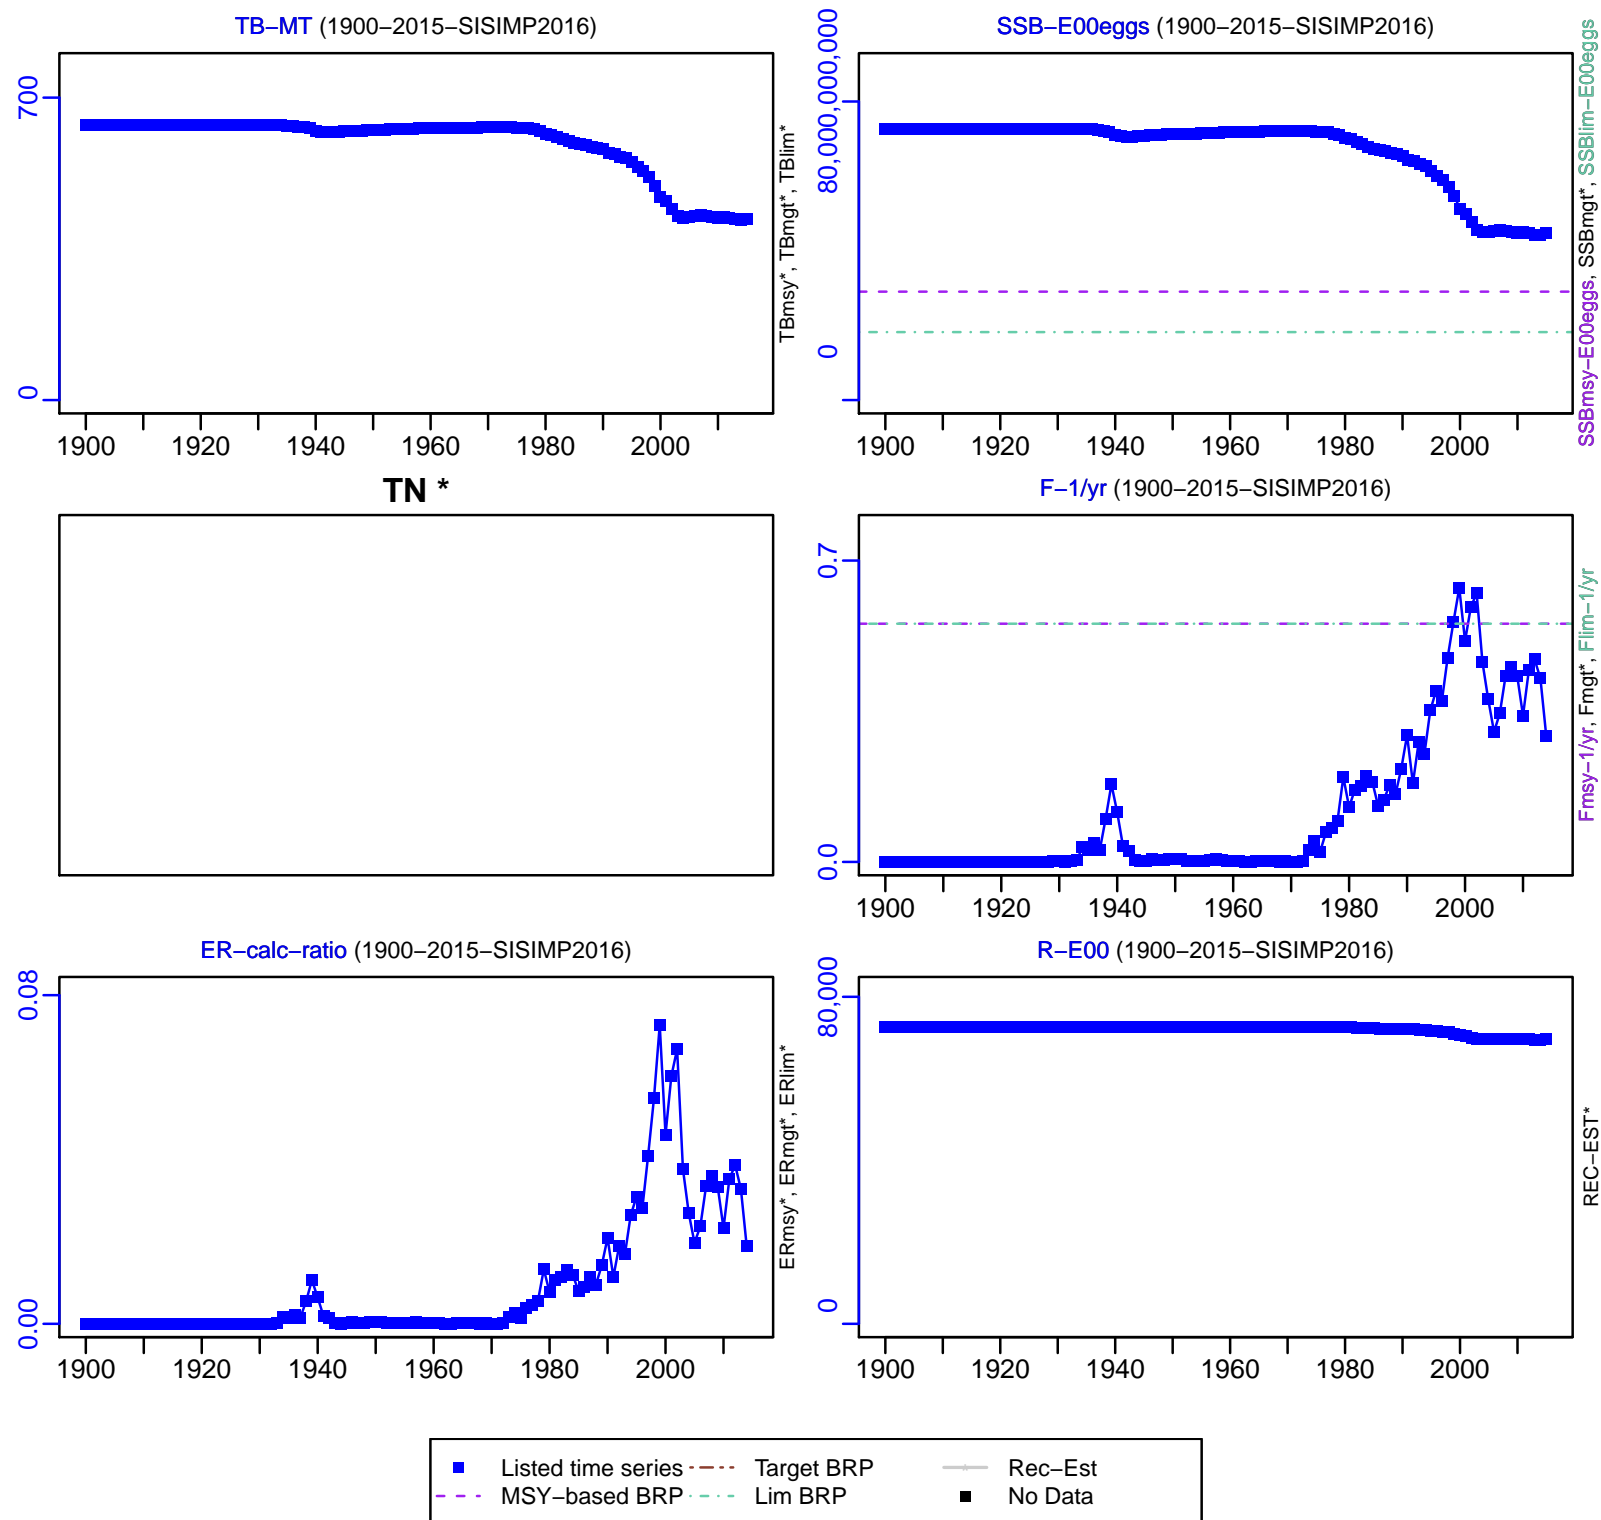 TB−MT (1900−2015−SISIMP2016)
700
0
1900 1920 1940 1960 1980 2000
TBmsy*, TBmgt*, TBlim*
SSB−E00eggs (1900−2015−SISIMP2016)
80,000,000
0
1900 1920 1940 1960 1980 2000
SSBmsy−E00eggs, SSBmgt*, SSBlim−E00eggs
TN *
F−1/yr (1900−2015−SISIMP2016)
0.7
0.0
1900 1920 1940 1960 1980 2000
Fmsy−1/yr, Fmgt*, Flim−1/yr
ER−calc−ratio (1900−2015−SISIMP2016)
0.08
0.00
1900 1920 1940 1960 1980 2000
ERmsy*, ERmgt*, ERlim*
R−E00 (1900−2015−SISIMP2016)
80,000
0
1900 1920 1940 1960 1980 2000
REC−EST*
Listed time series Target BRP Rec−Est
MSY−based BRP Lim BRP No Data